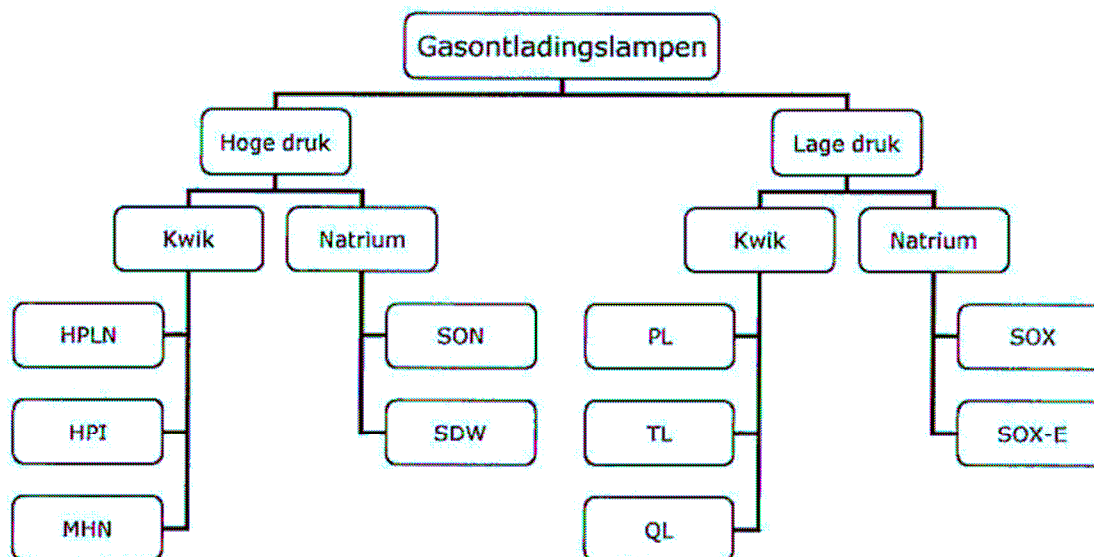 Gasontladingslampen
Hoge druk
Lage druk
Kwik
Natrium
Kwik
Natrium
HPLN
SON
PL
SOX
HPI
SDW
TL
SOX-E
MHN
QL